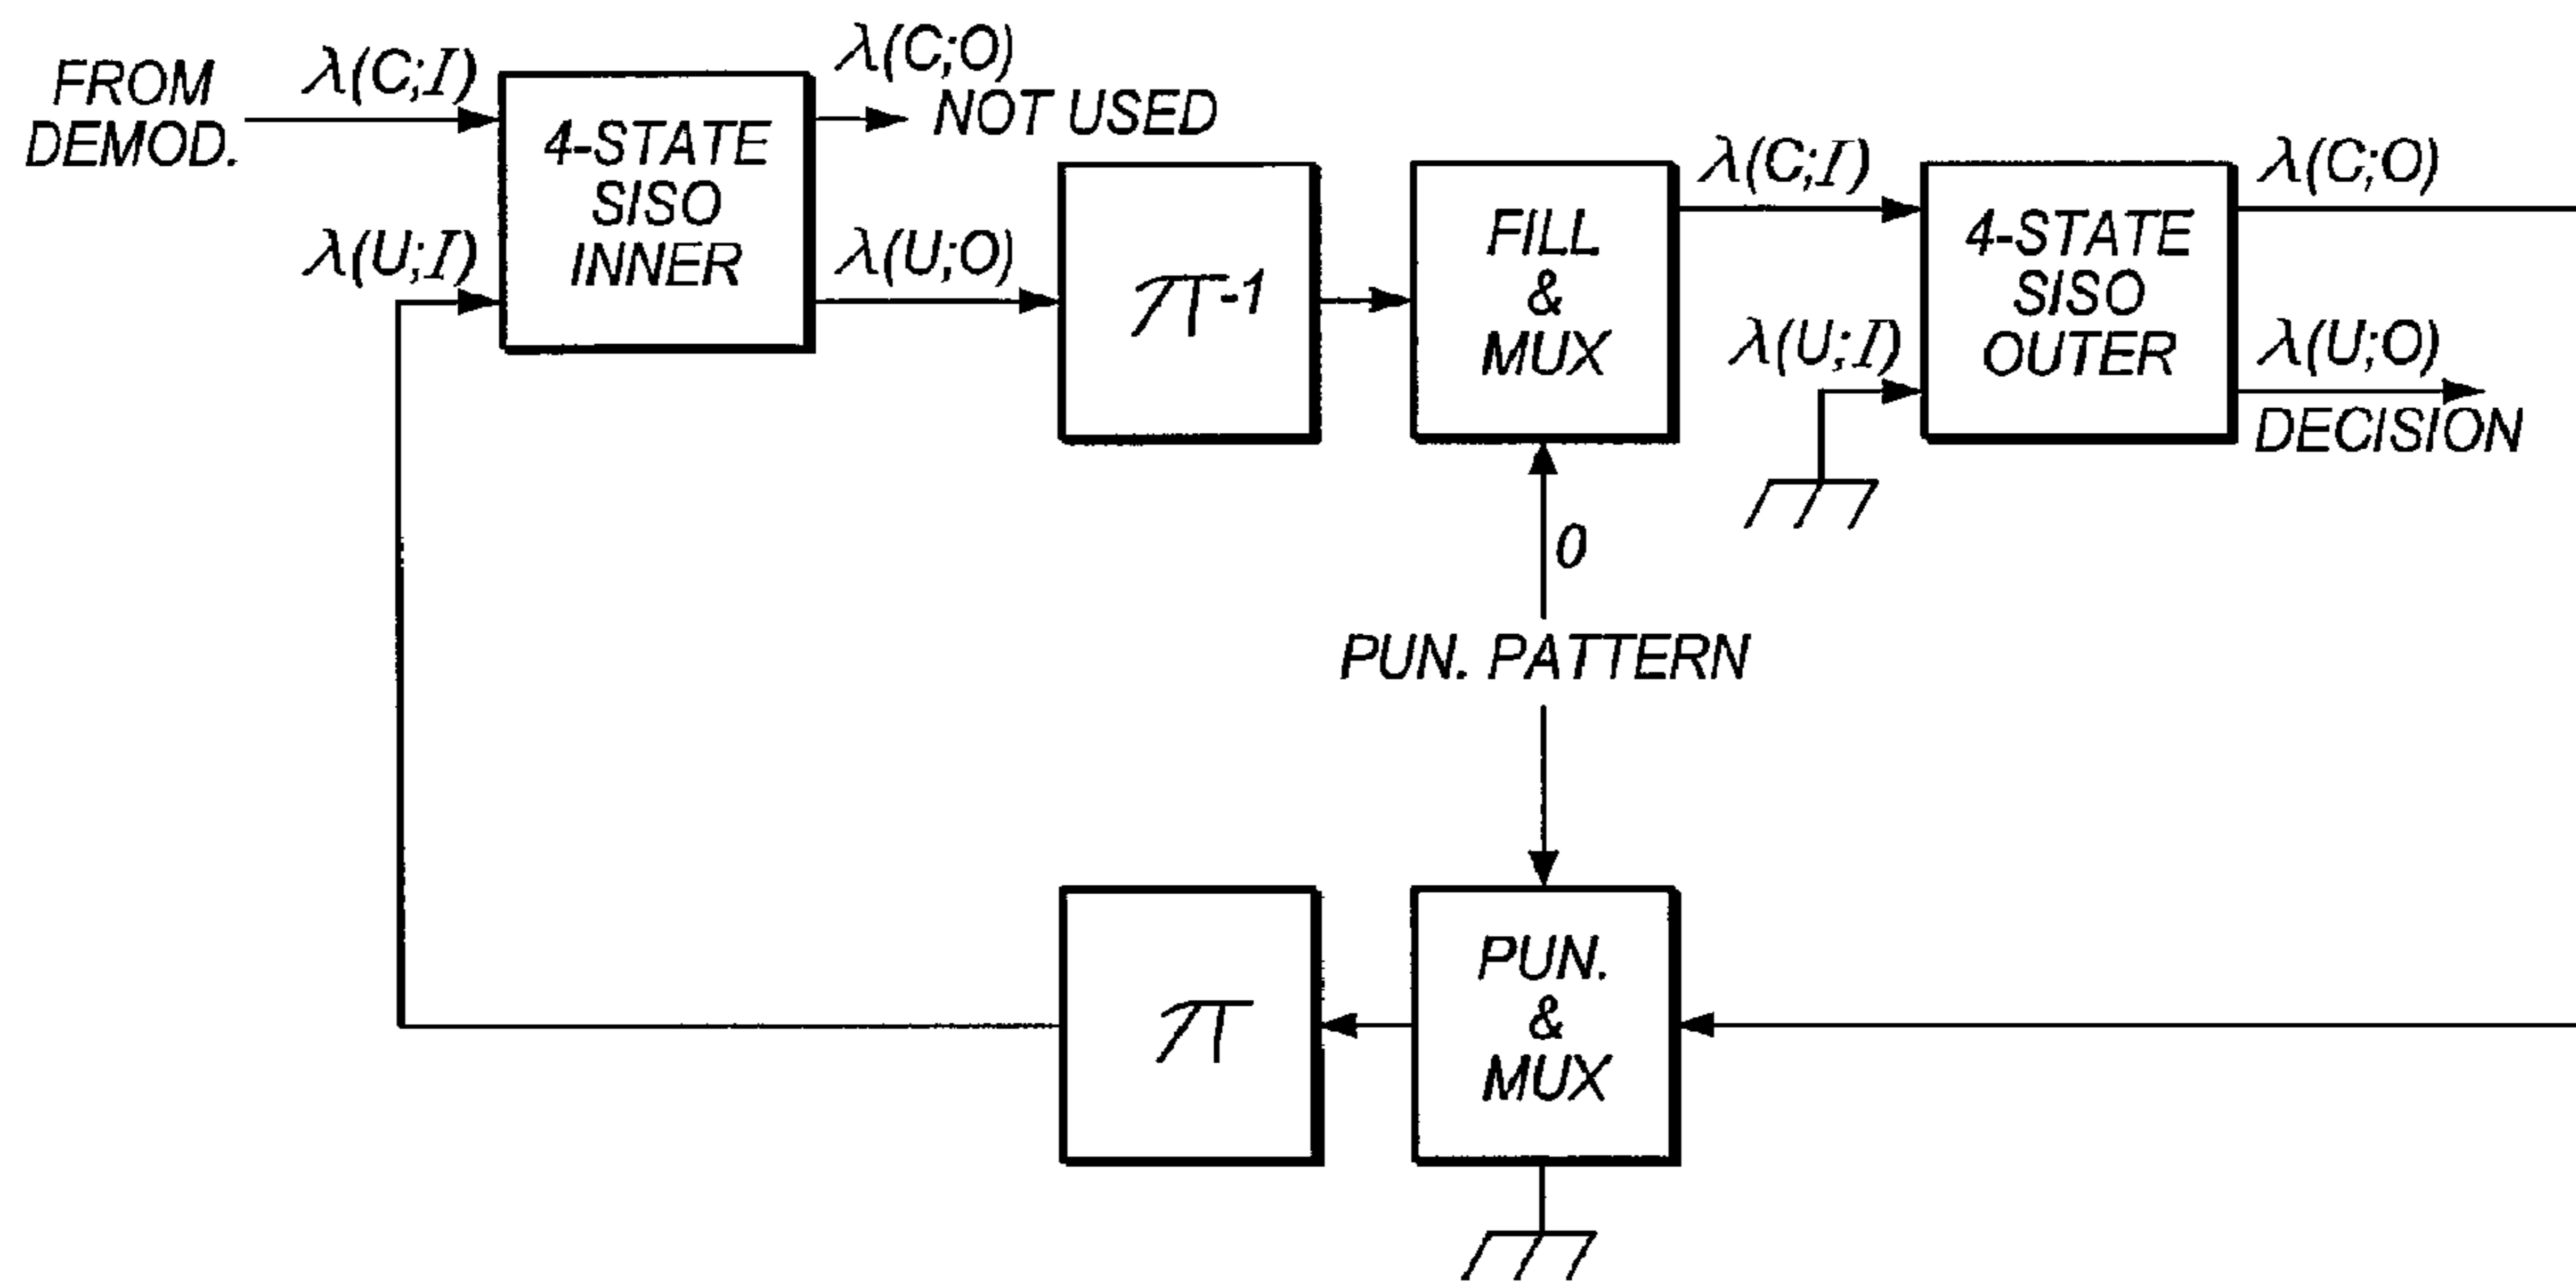 FROM
DEMOD.
λ(C;I)
λ(U;I)
4-STATE
SISO
INNER
λ(C;O)
NOT USED
λ(U;O)
π-1
FILL
&
MUX
λ(C;I)
λ(U;I)
4-STATE
SISO
OUTER
λ(C;O)
λ(U;O)
DECISION
0
PUN. PATTERN
π
PUN.
&
MUX